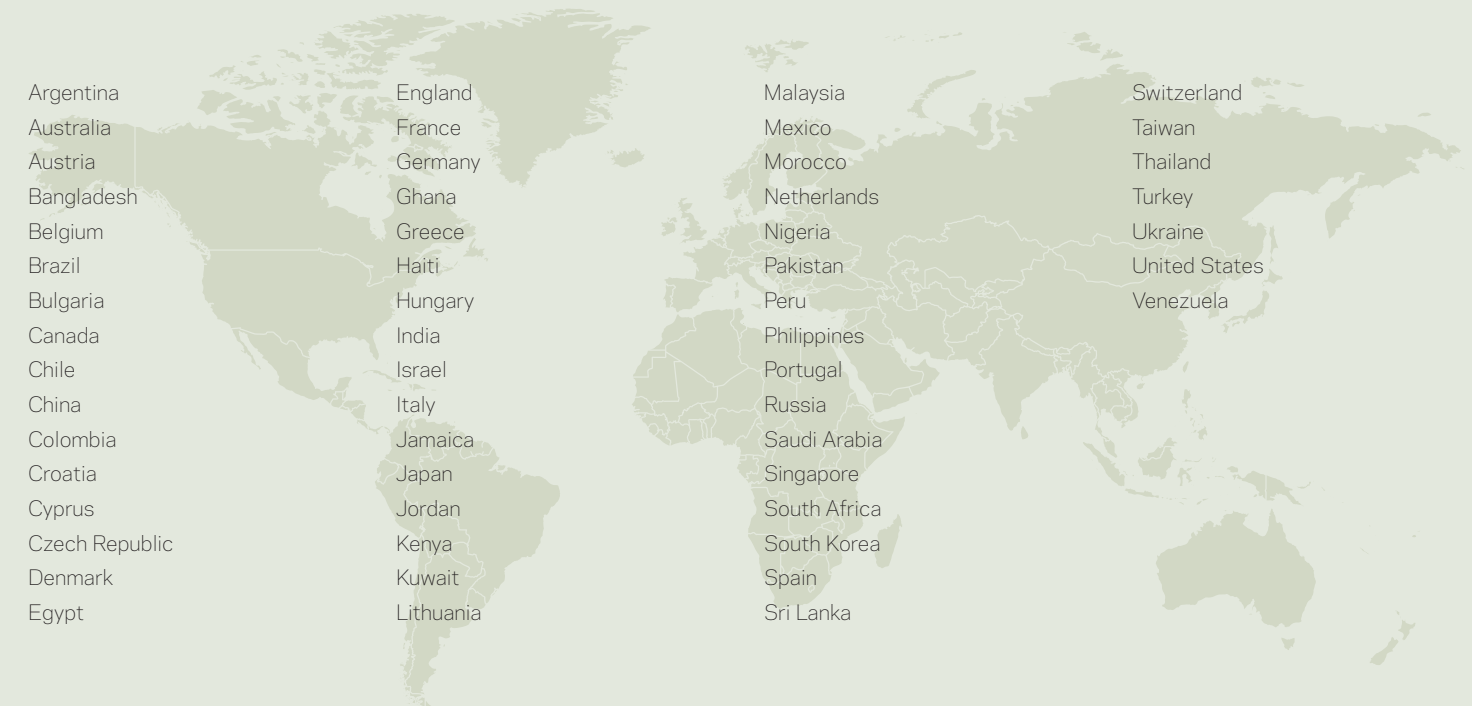 Argentina
Australia
Austria
Bangladesh
Belgium
Brazil
Bulgaria
Canada
Chile
China
Colombia
Croatia
Cyprus
Czech Republic
Denmark
Egypt
England
France
Germany
Ghana
Greece
Haiti
Hungary
India
Israel
Italy
Jamaica
Japan
Jordan
Kenya
Kuwait
Lithuania
Malaysia
Mexico
Morocco
Netherlands
Nigeria
Pakistan
Peru
Philippines
Portugal
Russia
Saudi Arabia
Singapore
South Africa
South Korea
Spain
Sri Lanka
Switzerland
Taiwan
Thailand
Turkey
Ukraine
United States
Venezuela